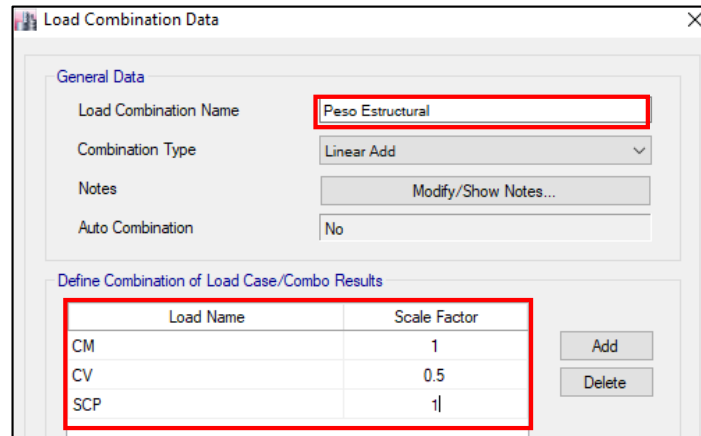 Load Combination Data
General Data
Load Combination Name Peso Estructural
Combination Type Linear Add
Notes Modify/Show Notes...
Auto Combination No
Define Combination of Load Case/Combo Results
Load Name Scale Factor
CM 1 Add
CV 0.5 Delete
SCP 1